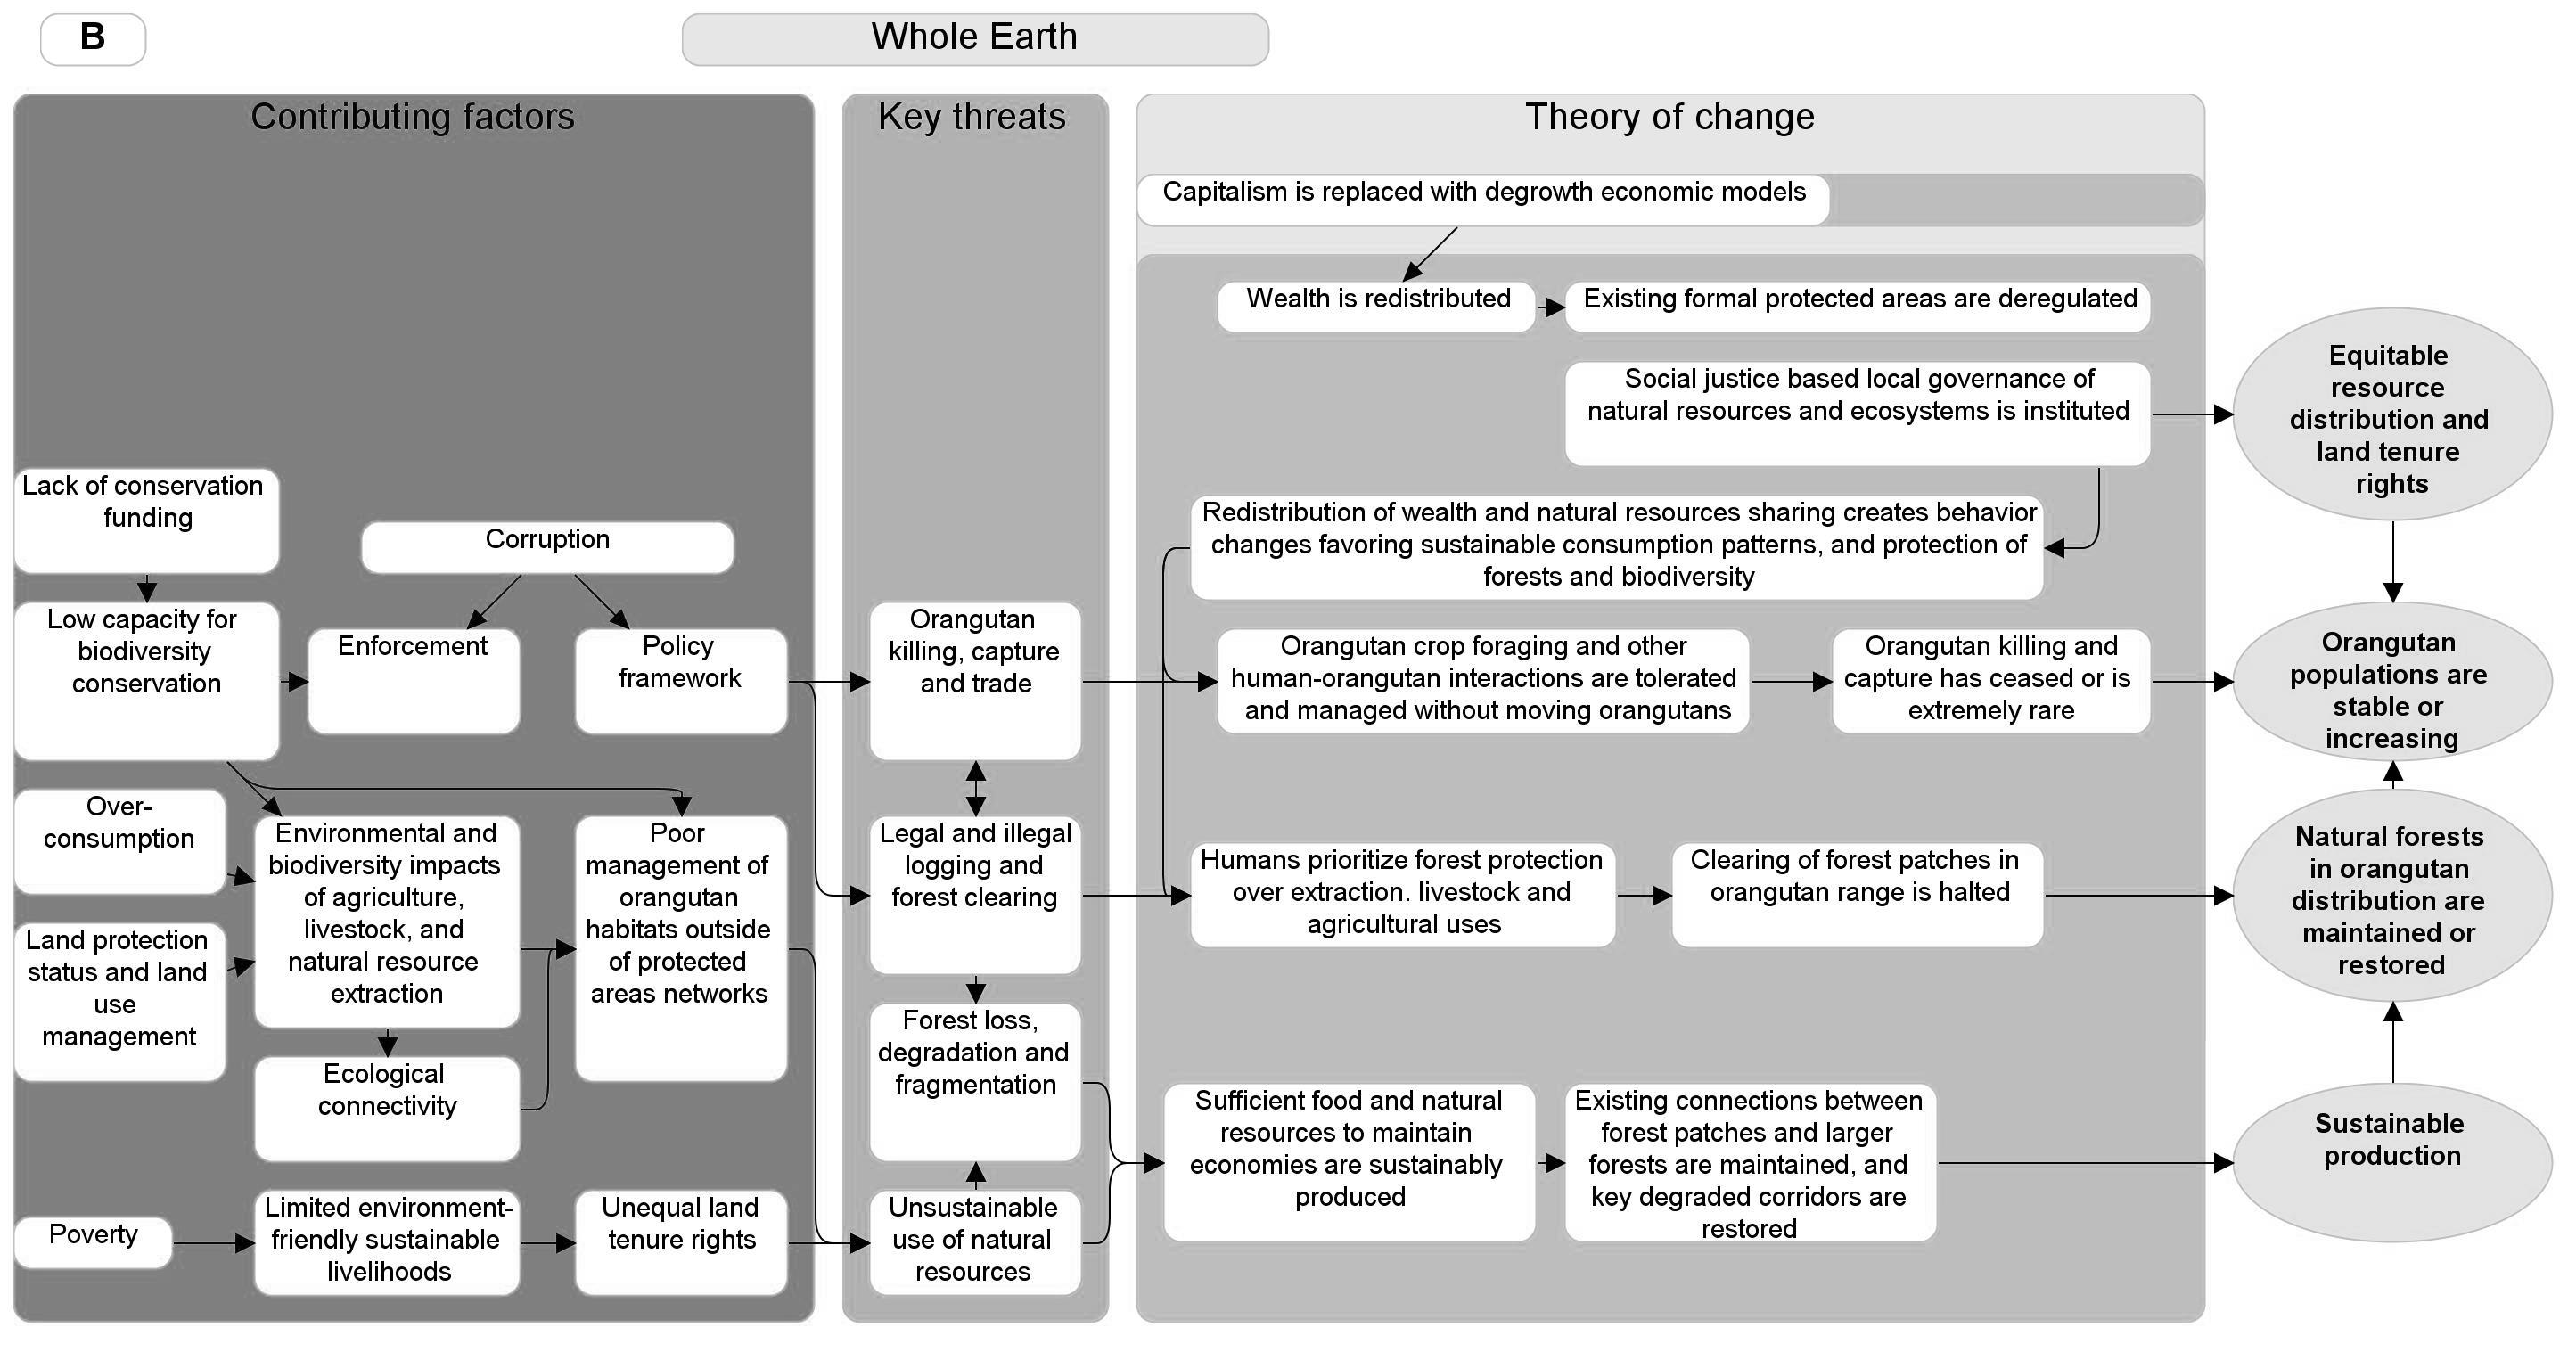 B
Whole Earth
Contributing factors
Key threats
Theory of change
Capitalism is replaced with degrowth economic models
Wealth is redistributed
Existing formal protected areas are deregulated
Social justice based local governance of
natural resources and ecosystems is instituted
Equitable
resource
distribution and
land tenure
rights
Lack of conservation
funding
Corruption
Redistribution of wealth and natural resources sharing creates behavior
changes favoring sustainable consumption patterns, and protection of
forests and biodiversity
Low capacity for
biodiversity
conservation
Enforcement
Policy
framework
Orangutan
killing, capture
and trade
Orangutan crop foraging and other
human-orangutan interactions are tolerated
and managed without moving orangutans
Orangutan killing and
capture has ceased or is
extremely rare
Orangutan
populations are
stable or
increasing
Over-
consumption
Environmental and
biodiversity impacts
of agriculture,
livestock, and
natural resource
extraction
Poor
management of
orangutan
habitats outside
of protected
areas networks
Legal and illegal
logging and
forest clearing
Humans prioritize forest protection
over extraction. livestock and
agricultural uses
Clearing of forest patches in
orangutan range is halted
Natural forests
in orangutan
distribution are
maintained or
restored
Land protection
status and land
use
management
Ecological
connectivity
Forest loss,
degradation and
fragmentation
Sufficient food and natural
resources to maintain
economies are sustainably
produced
Existing connections between
forest patches and larger
forests are maintained, and
key degraded corridors are
restored
Sustainable
production
Poverty
Limited environment-
friendly sustainable
livelihoods
Unequal land
tenure rights
Unsustainable
use of natural
resources